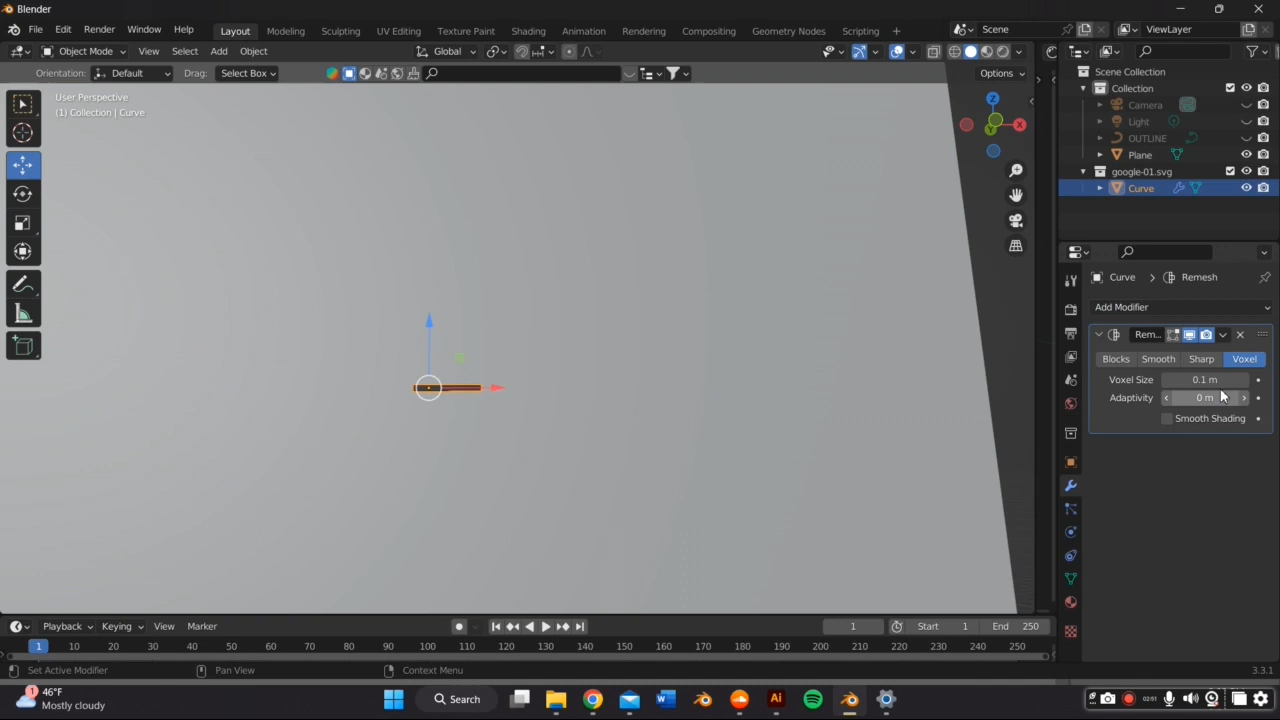 Blender
File Edit Render Window Help Layout Modeling Sculpting UV Editing Texture Paint Shading Animation Rendering Compositing Geometry Nodes Scripting + Scene ViewLayer
Object Mode View Select Add Object Global
Orientation: Default Drag: Select Box Options
User Perspective
(1) Collection | Curve
Z
X
Y
Scene Collection
Collection
Camera
Light
OUTLINE
Plane
google-01.svg
Curve
Curve > Remesh
Add Modifier
Rem...
Blocks Smooth Sharp Voxel
Voxel Size 0.1 m
Adaptivity 0 m
Smooth Shading
Playback Keying View Marker 1 Start 1 End 250
1 10 20 30 40 50 60 70 80 90 100 110 120 130 140 150 160 170 180 190 200 210 220 230 240 250
Set Active Modifier Pan View Context Menu 3.3.1
1 46°F
Mostly cloudy
Search
W
Ai
02:51